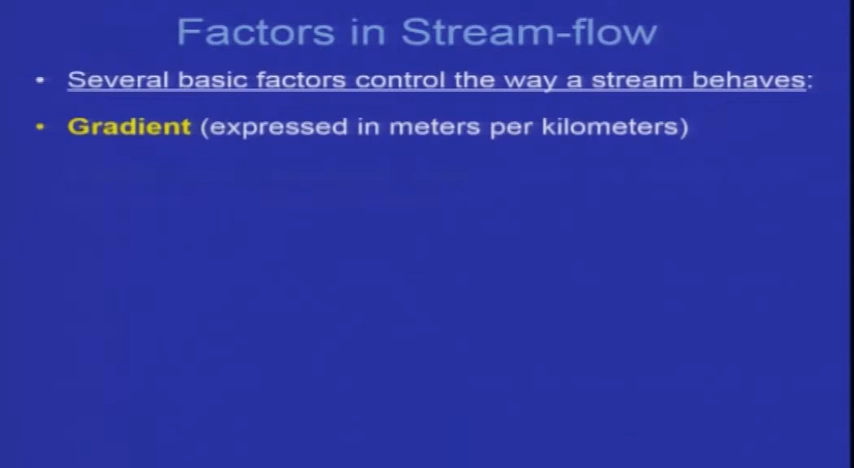 Factors in Stream-flow
• Several basic factors control the way a stream behaves:
• Gradient (expressed in meters per kilometers)